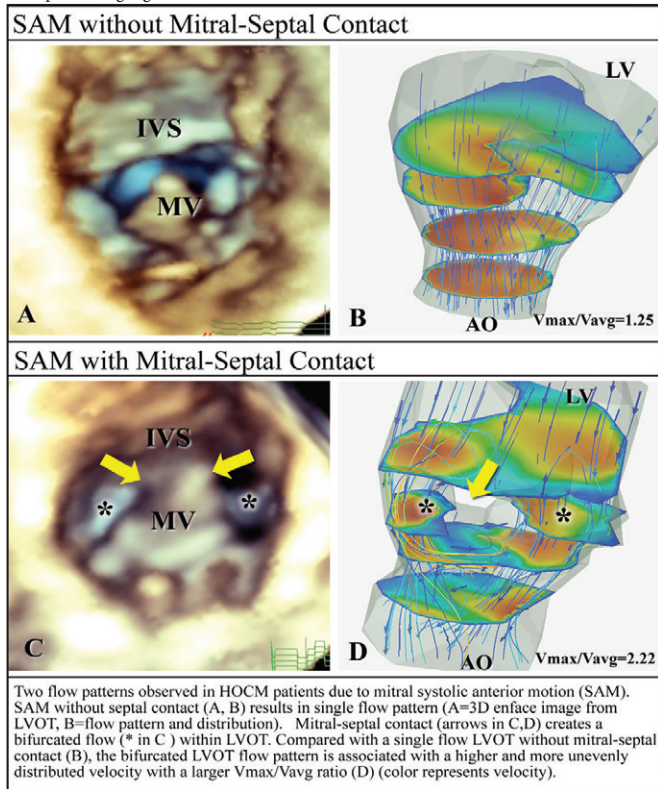 SAM without Mitral-Septal Contact
IVS
MV
A
LV
AO
B
Vmax/Vavg=1.25
SAM with Mitral-Septal Contact
IVS
*
MV
*
C
LV
*
*
AO
D
Vmax/Vavg=2.22
Two flow patterns observed in HOCM patients due to mitral systolic anterior motion (SAM).
SAM without septal contact (A, B) results in single flow pattern (A=3D enface image from
LVOT, B=flow pattern and distribution). Mitral-septal contact (arrows in C,D) creates a
bifurcated flow (* in C ) within LVOT. Compared with a single flow LVOT without mitral-septal
contact (B), the bifurcated LVOT flow pattern is associated with a higher and more unevenly
distributed velocity with a larger Vmax/Vavg ratio (D) (color represents velocity).